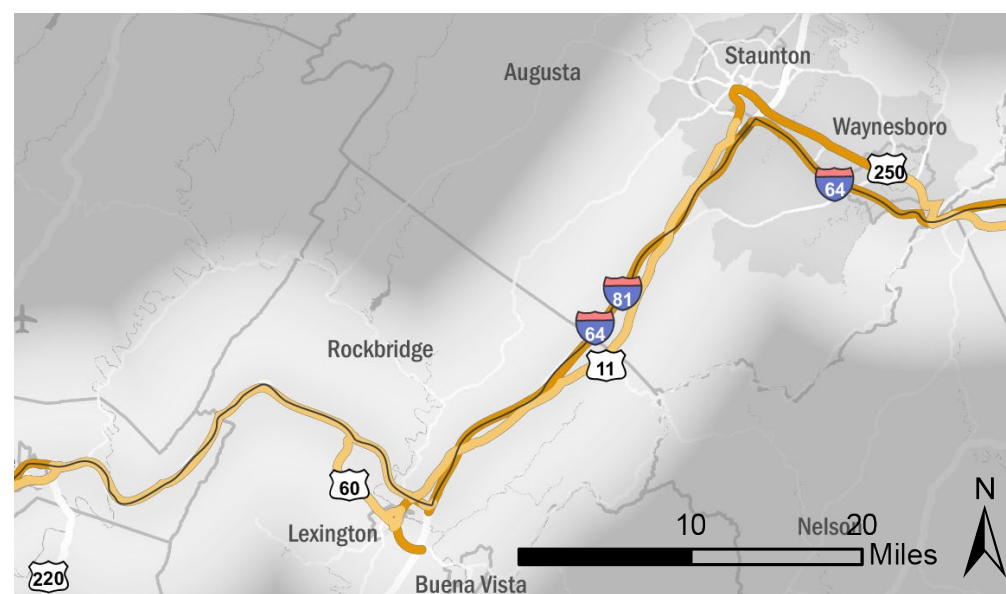 Staunton
Augusta
Waynesboro
250
64
81
64
Rockbridge
11
60
Lexington
10
Nelson
20
Miles
N
220
Buena Vista